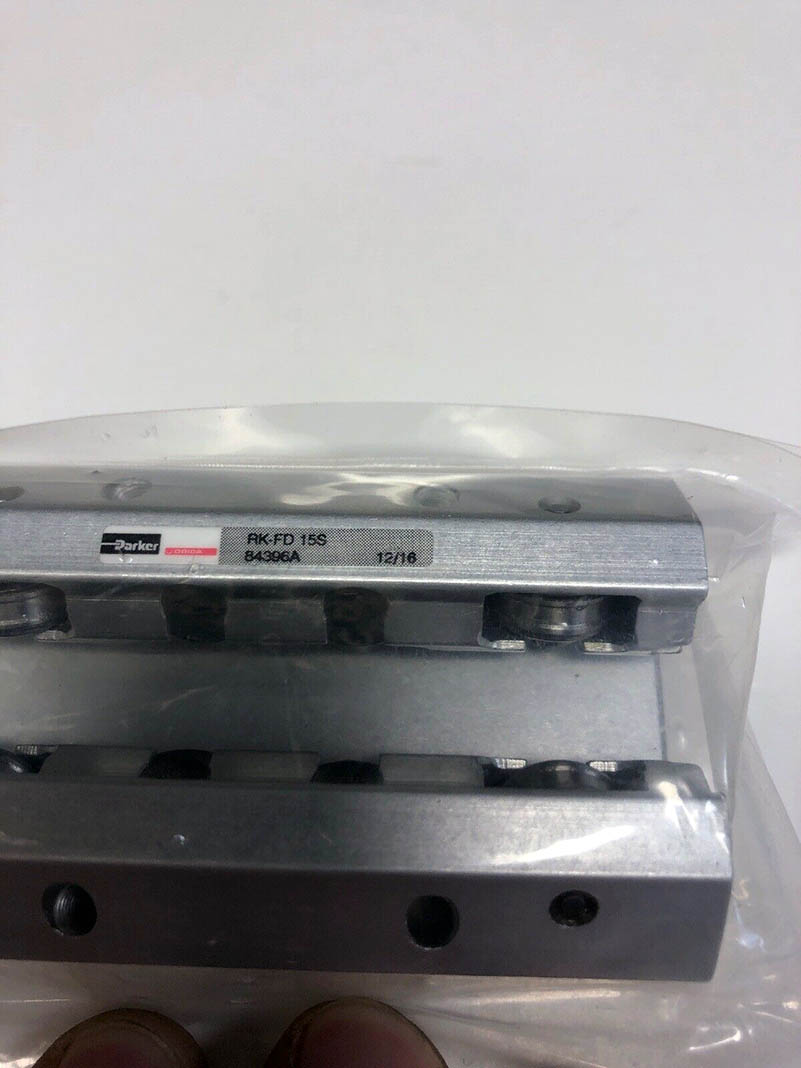 Parker
ORIGA
RK-FD 15S
84396A 12/16